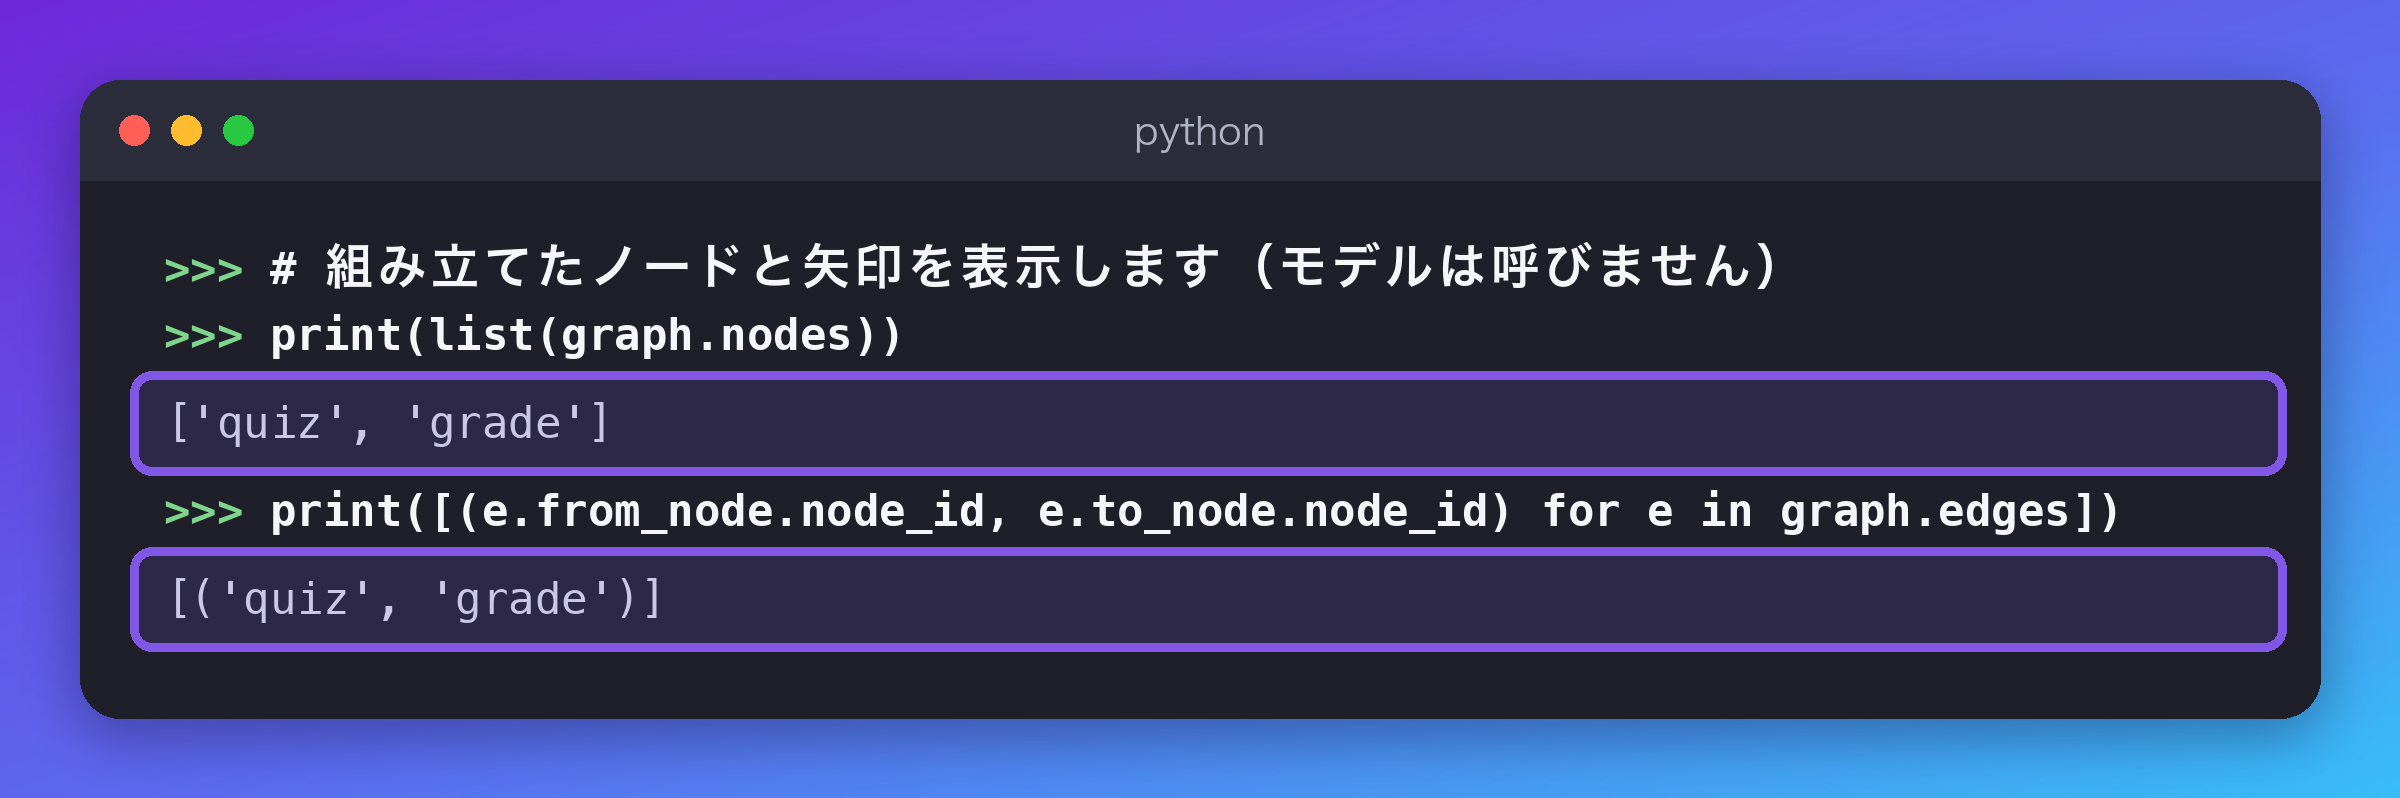 python
>>> # 組み立てたノードと矢印を表示します（モデルは呼びません）
>>> print(list(graph.nodes))
['quiz', 'grade']
>>> print([(e.from_node.node_id, e.to_node.node_id) for e in graph.edges])
[('quiz', 'grade')]